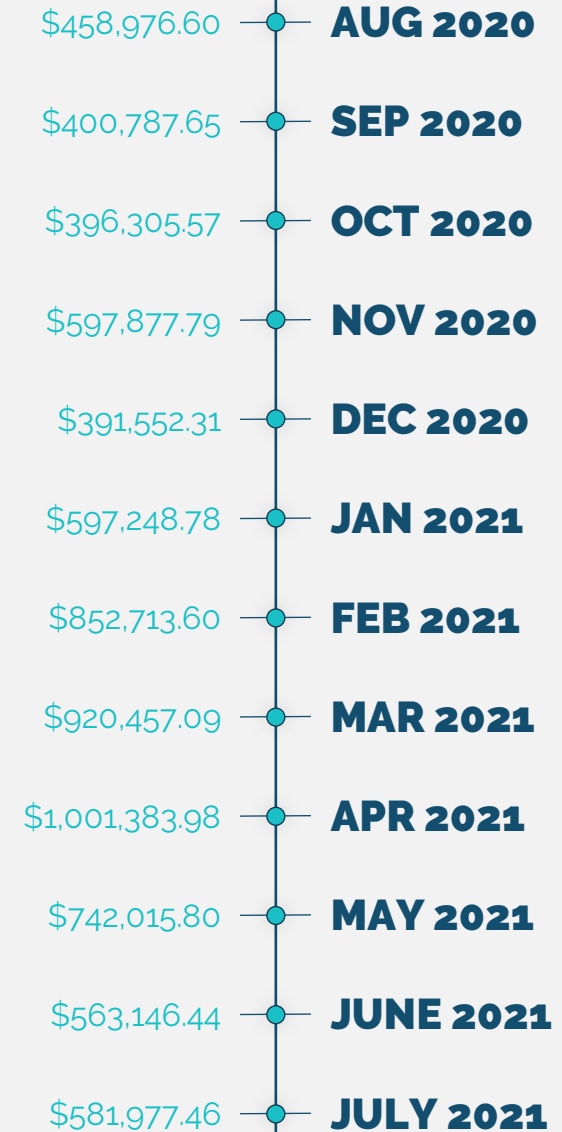 $458,976.60 AUG 2020
$400,787.65 SEP 2020
$396,305.57 OCT 2020
$597,877.79 NOV 2020
$391,552.31 DEC 2020
$597,248.78 JAN 2021
$852,713.60 FEB 2021
$920,457.09 MAR 2021
$1,001,383.98 APR 2021
$742,015.80 MAY 2021
$563,146.44 JUNE 2021
$581,977.46 JULY 2021